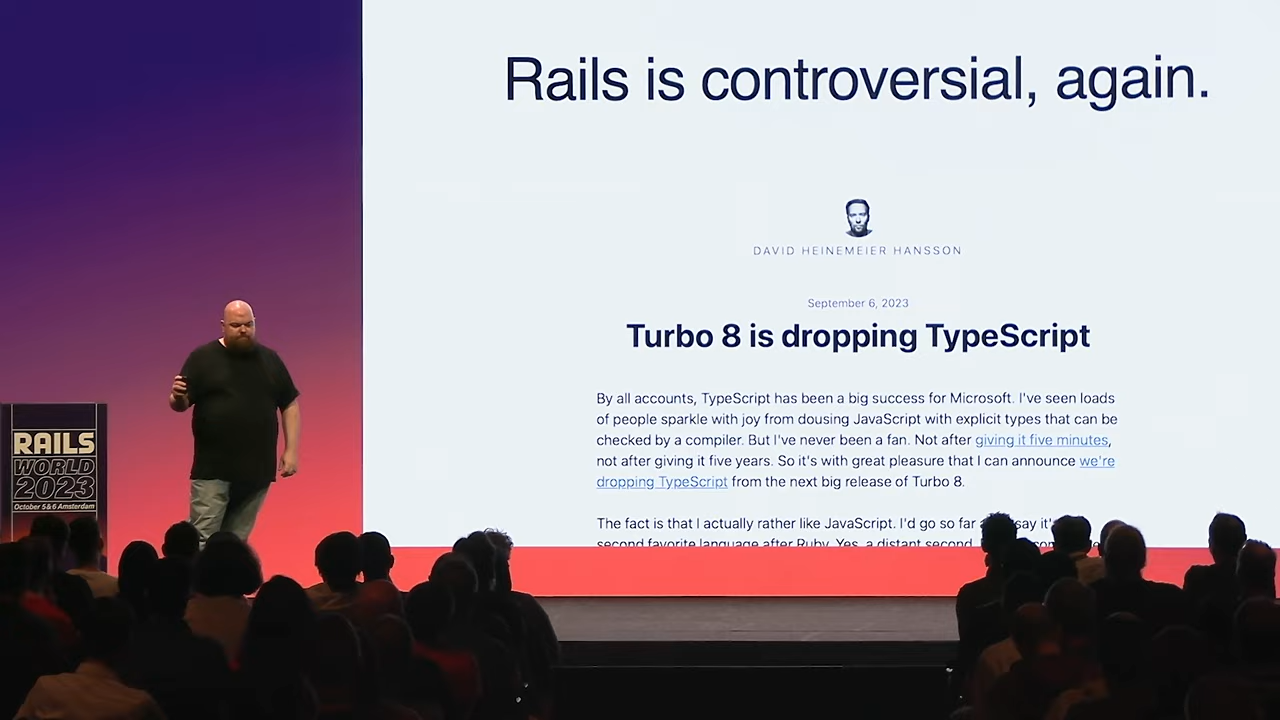 Rails is controversial, again.
DAVID HEINEMEIER HANSSON
September 6, 2023
Turbo 8 is dropping TypeScript
By all accounts, TypeScript has been a big success for Microsoft. I've seen loads
of people sparkle with joy from dousing JavaScript with explicit types that can be
checked by a compiler. But I've never been a fan. Not after giving it five minutes,
not after giving it five years. So it's with great pleasure that I can announce we're
dropping TypeScript from the next big release of Turbo 8.
The fact is that I actually rather like JavaScript. I'd go so far say it's
second favorite language after Ruby. Yes, a distant second,
RAILS
WORLD
2023
October 5&6 Amsterdam